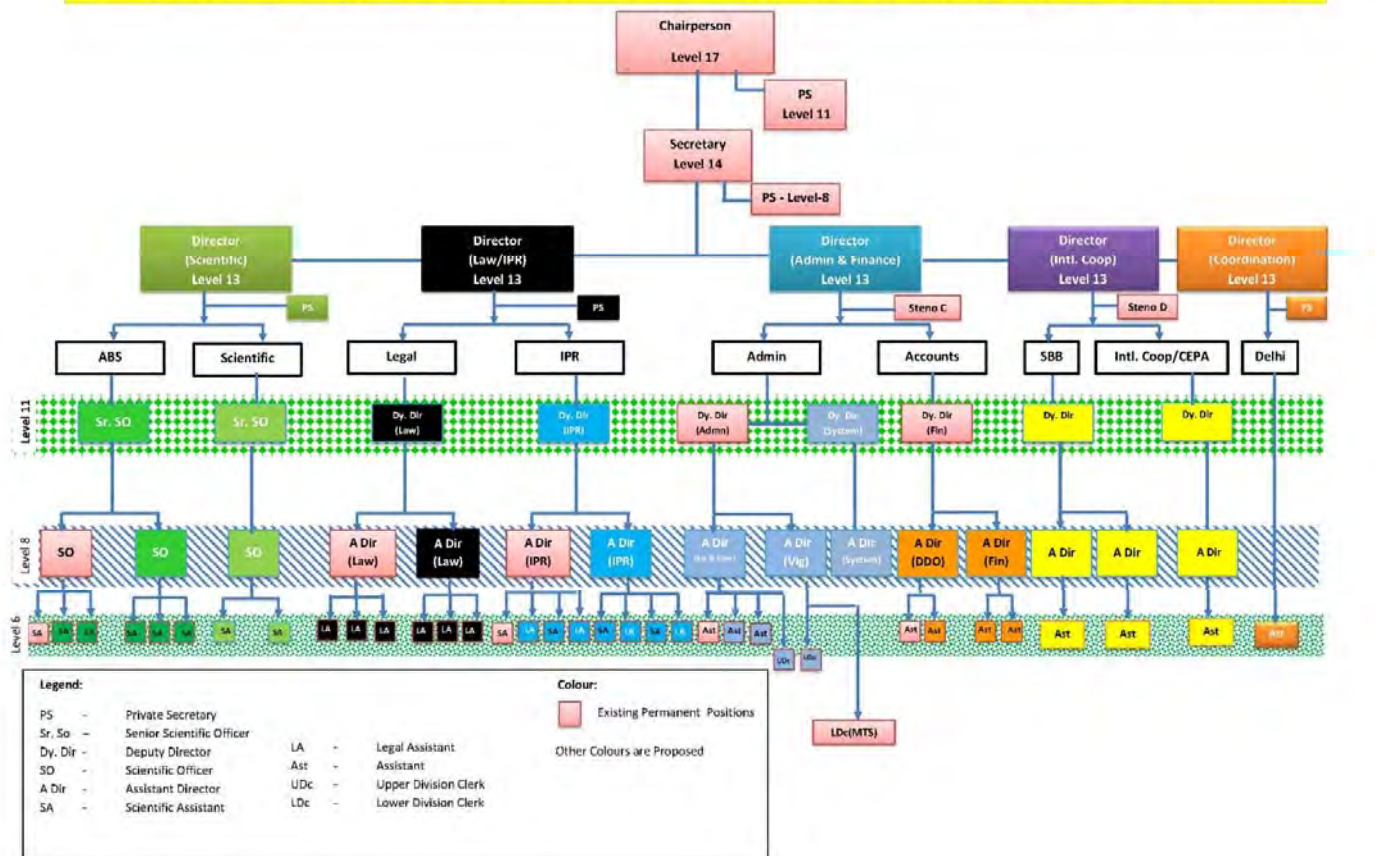 Chairperson
Level 17
PS
Level 11
Secretary
Level 14
PS - Level-8
Director
(Scientific)
Level 13
Director
(Law/IPR)
Level 13
Director
(Admin & Finance)
Level 13
Director
(Intl. Coop)
Level 13
Director
(Coordination)
Level 13
PS
PS
Steno C
Steno D
PS
ABS
Scientific
Legal
IPR
Admin
Accounts
SBB
Intl. Coop/CEPA
Delhi
Level 11
Sr. SO
Sr. SO
Dy. Dir
(Law)
Dy. Dir
(IPR)
Dy. Dir
(Admn)
Dy. Dir
(System)
Dy. Dir
(Fin)
Dy. Dir
Dy. Dir
Level 8
SO
SO
SO
A Dir
(Law)
A Dir
(Law)
A Dir
(IPR)
A Dir
(IPR)
A Dir
A Dir
(Vig)
A Dir
(System)
A Dir
(DDO)
A Dir
(Fin)
A Dir
A Dir
A Dir
Level 6
SA SA SA
SA SA SA
SA SA
LA LA LA
LA LA LA
SA LA SA LA
SA LA SA LA
Ast Ast Ast
UDc
Ast Ast
Ast Ast
Ast
Ast
Ast
Ast
LDc(MTS)
Legend:
PS - Private Secretary
Sr. So - Senior Scientific Officer
Dy. Dir - Deputy Director
SO - Scientific Officer
A Dir - Assistant Director
SA - Scientific Assistant
LA - Legal Assistant
Ast - Assistant
UDc - Upper Division Clerk
LDc - Lower Division Clerk
Colour:
Existing Permanent Positions
Other Colours are Proposed